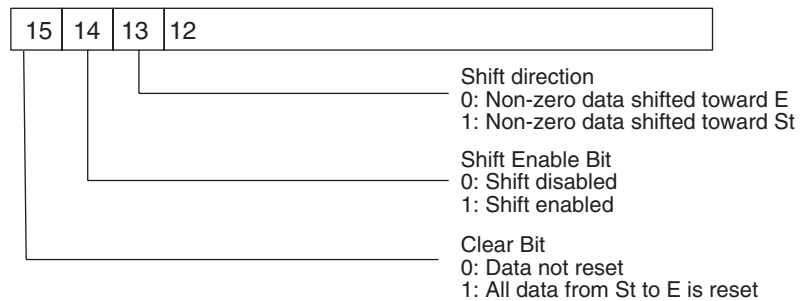 15 14 13 12
Shift direction
0: Non-zero data shifted toward E
1: Non-zero data shifted toward St
Shift Enable Bit
0: Shift disabled
1: Shift enabled
Clear Bit
0: Data not reset
1: All data from St to E is reset